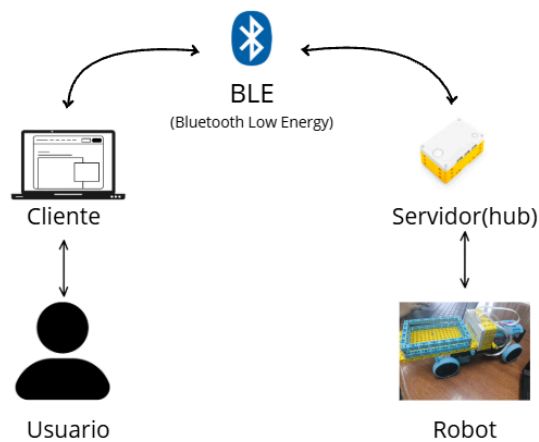 BLE
(Bluetooth Low Energy)
Cliente
Servidor(hub)
Usuario
Robot